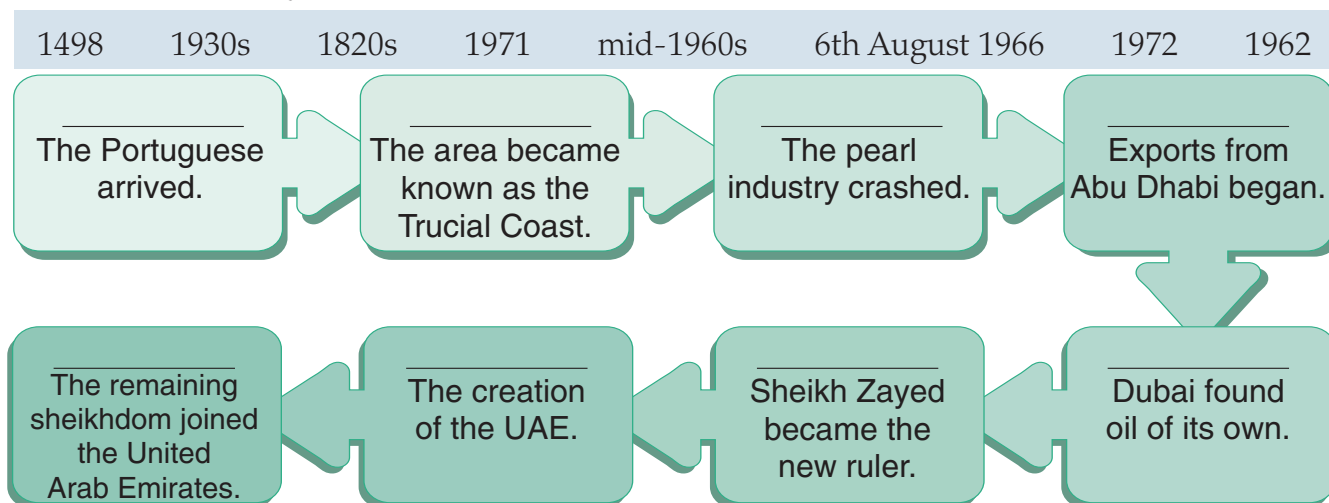 1498 1930s 1820s 1971 mid-1960s 6th August 1966 1972 1962
The Portuguese
arrived.
The area became
known as the
Trucial Coast.
The pearl
industry crashed.
Exports from
Abu Dhabi began.
Dubai found
oil of its own.
Sheikh Zayed
became the
new ruler.
The creation
of the UAE.
The remaining
sheikhdom joined
the United
Arab Emirates.